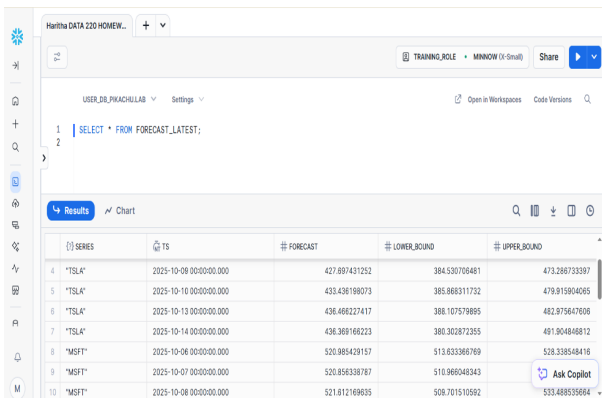 Haritha DATA 220 HOMEW...
TRAINING_ROLE • MINNOW (X-Small) Share
USER_DB_PIKACHU.LAB Settings Open in Workspaces Code Versions
1 SELECT * FROM FORECAST_LATEST;
2
Results Chart
SERIES TS FORECAST LOWER_BOUND UPPER_BOUND
4 "TSLA" 2025-10-09 00:00:00.000 427.697431252 384.530706481 473.286733397
5 "TSLA" 2025-10-10 00:00:00.000 433.436198073 385.868311732 479.915904065
6 "TSLA" 2025-10-13 00:00:00.000 436.466227417 388.107579895 482.975647606
7 "TSLA" 2025-10-14 00:00:00.000 436.369166223 380.302872355 491.904846812
8 "MSFT" 2025-10-06 00:00:00.000 520.985429157 513.633366769 528.338548416
9 "MSFT" 2025-10-07 00:00:00.000 520.856338787 510.966048343
10 "MSFT" 2025-10-08 00:00:00.000 521.612169635 509.701510592 533.488535664
Ask Copilot
M